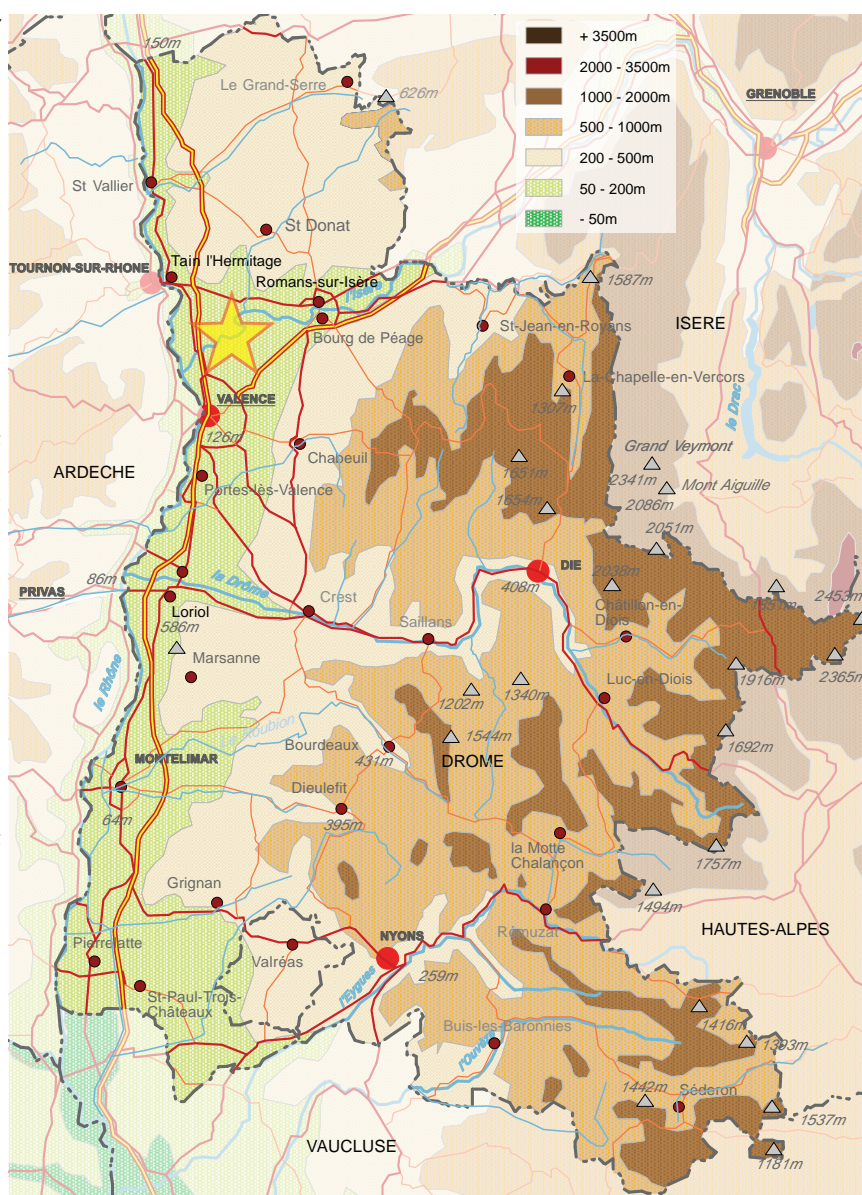 + 3500m
2000 - 3500m
1000 - 2000m
500 - 1000m
200 - 500m
50 - 200m
- 50m
150m
Le Grand-Serre
626m
GRENOBLE
St Vallier
St Donat
Tain l'Hermitage
TOURNON-SUR-RHONE
Romans-sur-Isère
l'Isère
1587m
Bourg de Péage
St-Jean-en-Royans
ISERE
le Drac
La-Chapelle-en-Vercors
1307m
VALENCE
126m
Chabeuil
Grand Veymont
2341m
Mont Aiguille
2086m
ARDECHE
1651m
Portes-lès-Valence
1654m
2051m
86m
PRIVAS
la Drôme
DIE
408m
2038m
Châtillon-en-
Diois
2453m
Loriol
586m
Crest
Saillans
Marsanne
le Rhône
1916m
2365m
Luc-en-Diois
1202m
1340m
1692m
le Roubion
1544m
Bourdeaux
431m
DROME
MONTELIMAR
64m
Dieulefit
395m
la Motte
Chalançon
1757m
Grignan
1494m
Rémuzat
HAUTES-ALPES
Pierrelatte
Valréas
NYONS
259m
l'Eygues
St-Paul-Trois-
Châteaux
1416m
Buis-les-Baronnies
l'Ouvèze
1393m
1442m
Séderon
1537m
VAUCLUSE
1181m